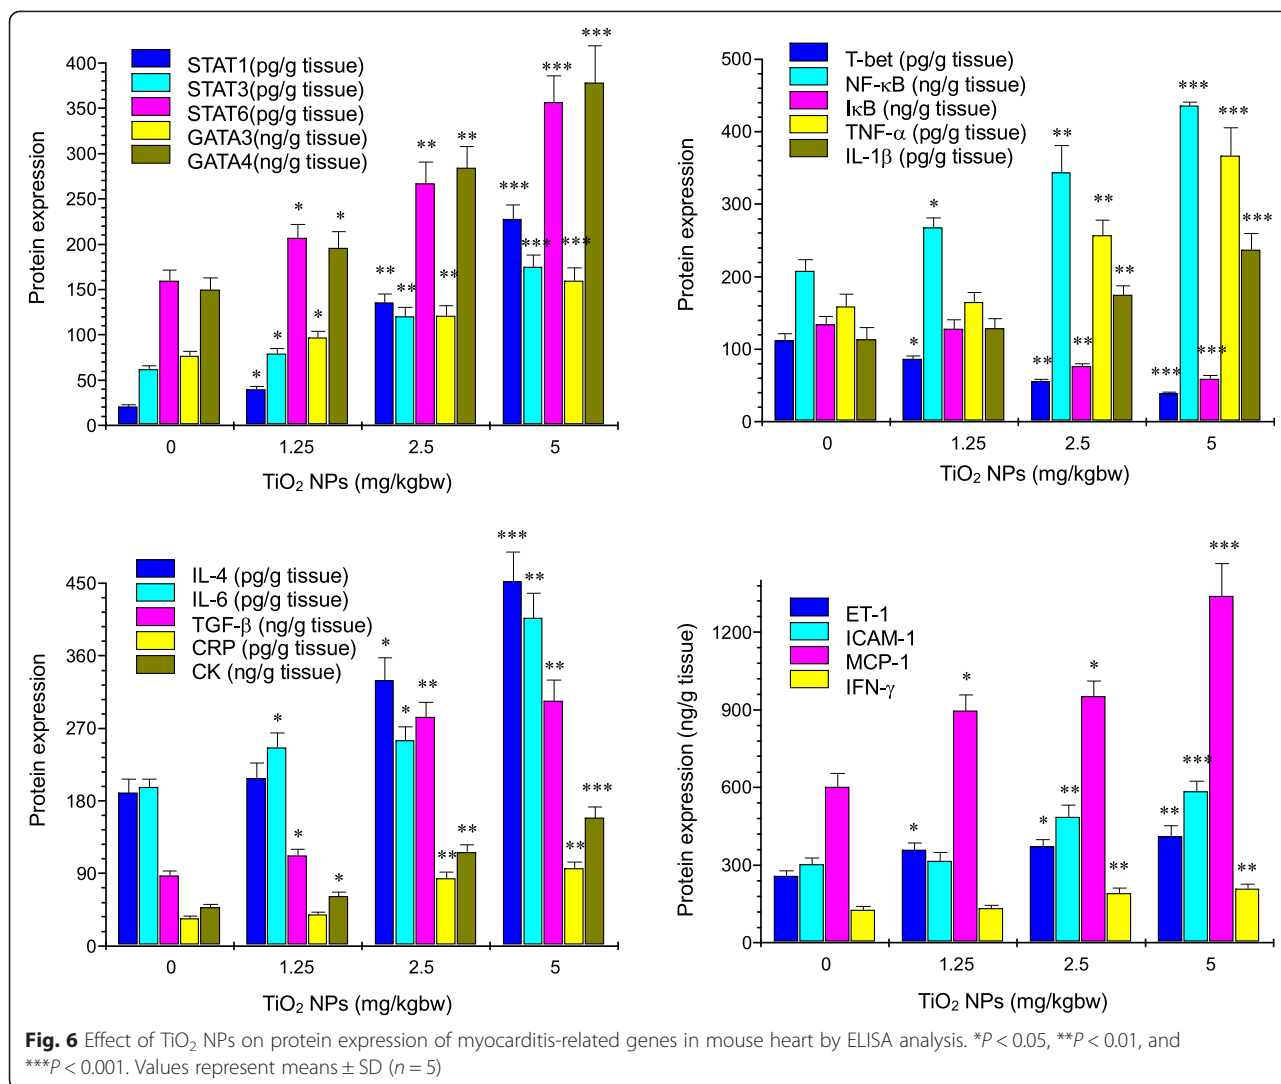 STAT1(pg/g tissue)
STAT3(pg/g tissue)
STAT6(pg/g tissue)
GATA3(ng/g tissue)
GATA4(ng/g tissue)
Protein expression
400
350
300
250
200
150
100
50
0
* * * * *
** ** ** ** **
*** *** *** *** ***
0 1.25 2.5 5
TiO₂ NPs (mg/kgbw)
T-bet (pg/g tissue)
NF-κB (ng/g tissue)
IκB (ng/g tissue)
TNF-α (pg/g tissue)
IL-1β (pg/g tissue)
Protein expression
500
400
300
200
100
0
* *
** ** ** ** **
*** *** *** *** ***
0 1.25 2.5 5
TiO₂ NPs (mg/kgbw)
IL-4 (pg/g tissue)
IL-6 (pg/g tissue)
TGF-β (ng/g tissue)
CRP (pg/g tissue)
CK (ng/g tissue)
Protein expression
450
360
270
180
90
0
* * *
* * ** ** **
*** ** ** ** ***
0 1.25 2.5 5
TiO₂ NPs (mg/kgbw)
ET-1
ICAM-1
MCP-1
IFN-γ
Protein expression (ng/g tissue)
1200
900
600
300
0
* *
* ** * **
** *** *** **
0 1.25 2.5 5
TiO₂ NPs (mg/kgbw)
Fig. 6 Effect of TiO₂ NPs on protein expression of myocarditis-related genes in mouse heart by ELISA analysis. *P < 0.05, **P < 0.01, and
***P < 0.001. Values represent means ± SD (n = 5)